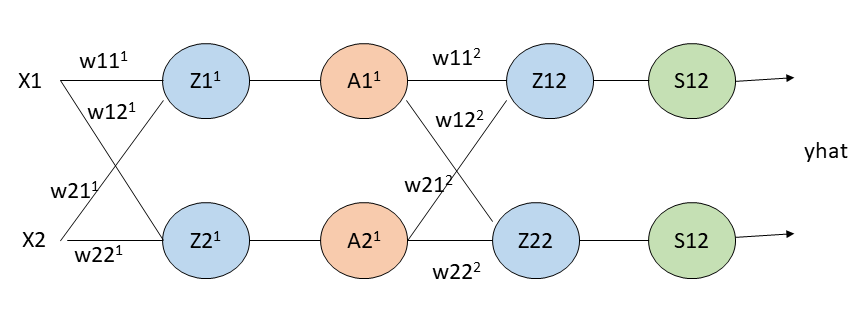 w11¹ w11²
X1 Z1¹ A1¹ Z12 S12
w12¹ w12²
yhat
w21¹ w21²
X2 Z2¹ A2¹ Z22 S12
w22¹ w22²